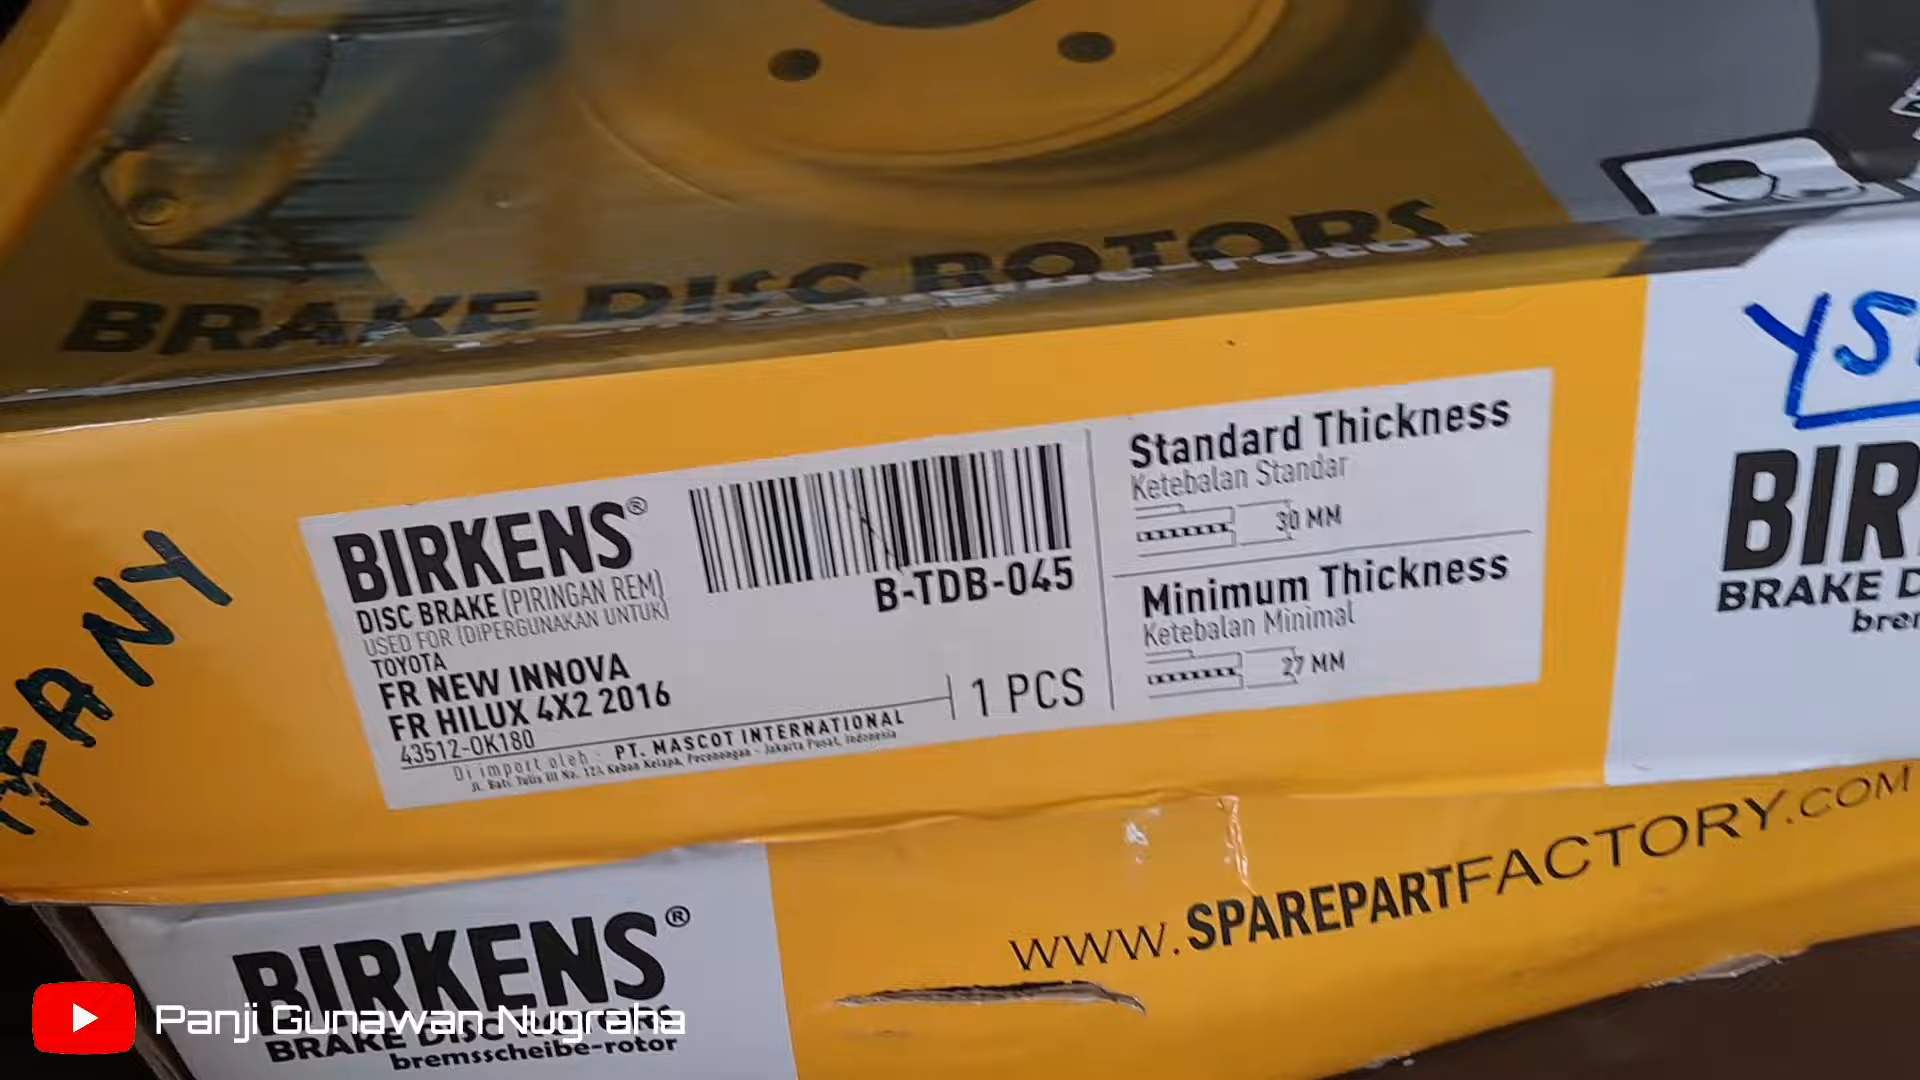 BRAKE DISC ROTORS
YS
BIRKENS®
DISC BRAKE (PIRINGAN REM)
USED FOR (DIPERGUNAKAN UNTUK)
TOYOTA
FR NEW INNOVA
FR HILUX 4X2 2016
43512-0K180
B-TDB-045
1 PCS
Di import oleh : PT. MASCOT INTERNATIONAL
Standard Thickness
Ketebalan Standar
30 MM
Minimum Thickness
Ketebalan Minimal
27 MM
BIR
BRAKE D
brem
WWW.SPAREPARTFACTORY.COM
BIRKENS®
BRAKE DISC ROTORS
bremsscheibe-rotor
Panji Gunawan Nugraha